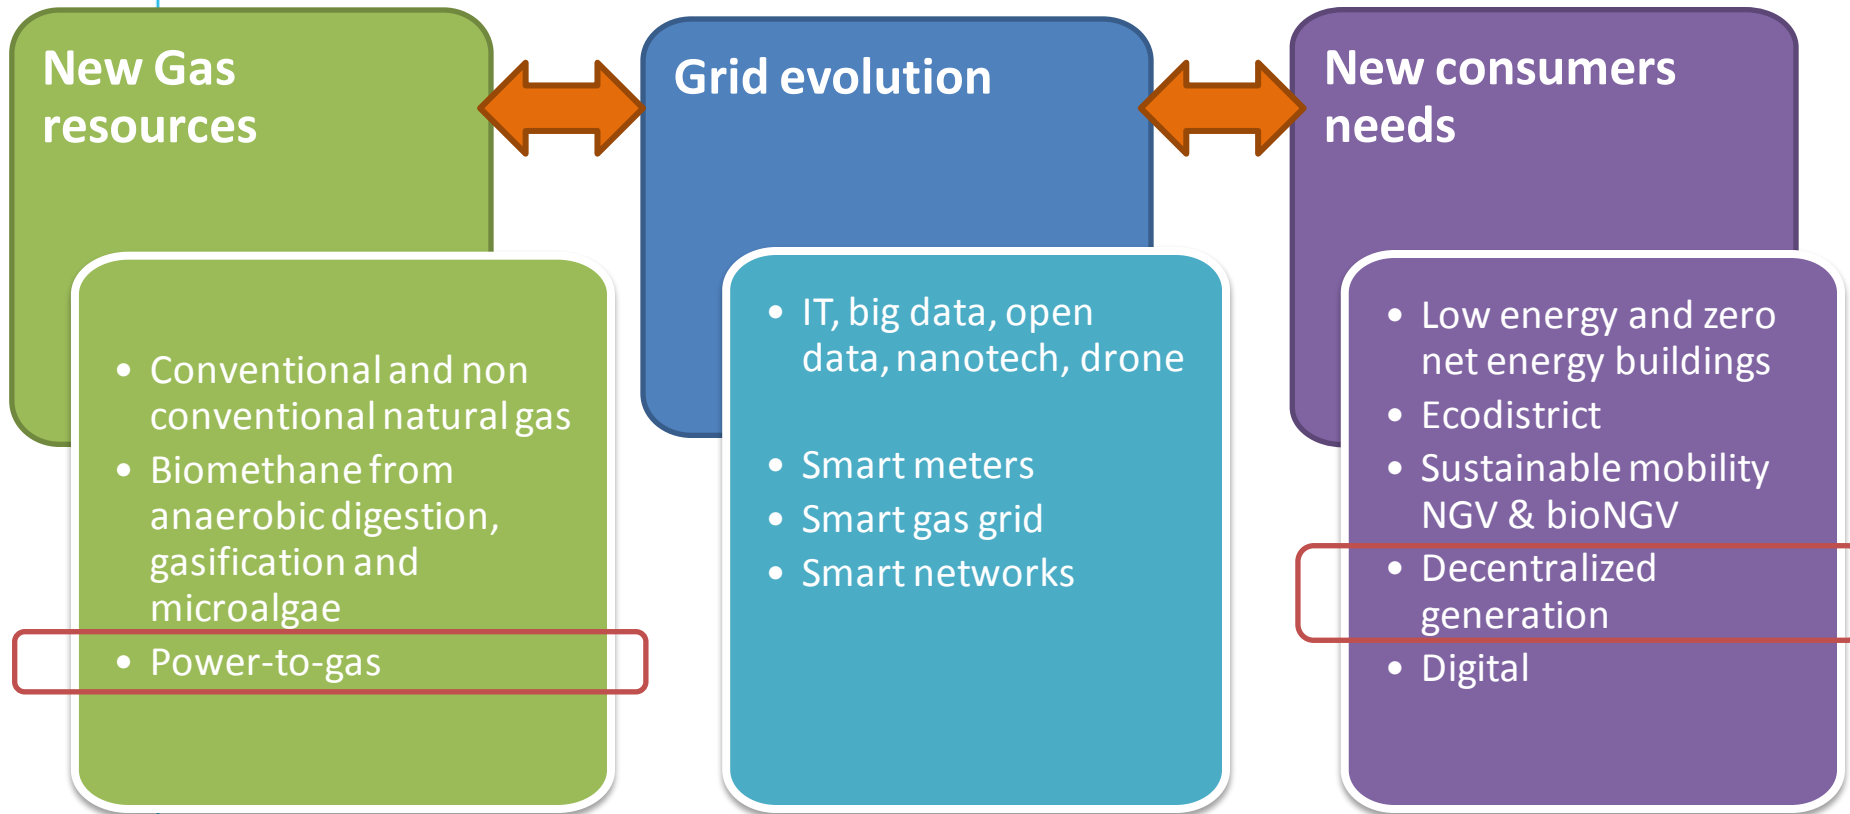 New Gas
resources
• Conventional and non
conventional natural gas
• Biomethane from
anaerobic digestion,
gasification and
microalgae
• Power-to-gas
Grid evolution
• IT, big data, open
data, nanotech, drone
• Smart meters
• Smart gas grid
• Smart networks
New consumers
needs
• Low energy and zero
net energy buildings
• Ecodistrict
• Sustainable mobility
NGV & bioNGV
• Decentralized
generation
• Digital